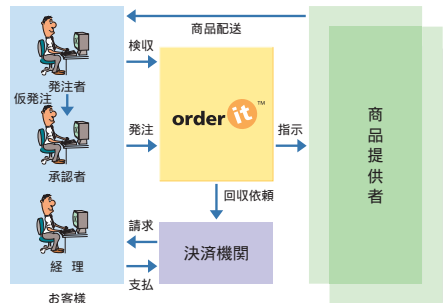 商品配送
検収
発注者
仮発注
order it™
発注
指示
承認者
商品提供者
回収依頼
請求
決済機関
経 理
支払
お客様